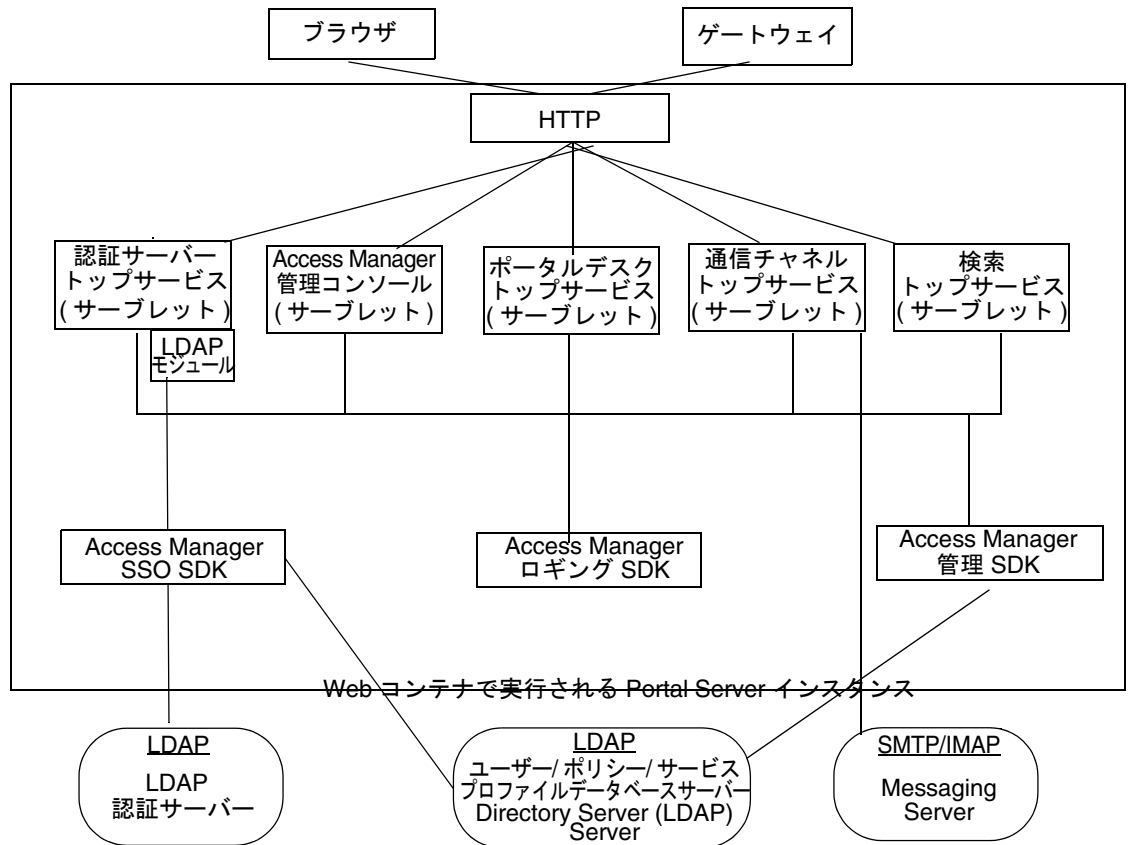 ブラウザ
ゲートウェイ
HTTP
認証サーバー
トップサービス
( サーブレット )
Access Manager
管理コンソール
( サーブレット )
ポータルデスク
トップサービス
( サーブレット )
通信チャネル
トップサービス
( サーブレット )
検索
トップサービス
( サーブレット )
LDAP
モジュール
Access Manager
SSO SDK
Access Manager
ロギング SDK
Access Manager
管理 SDK
Web コンテナで実行される Portal Server インスタンス
LDAP
LDAP
認証サーバー
LDAP
ユーザー/ ポリシー/ サービス
プロファイルデータベースサーバー
Directory Server (LDAP)
Server
SMTP/IMAP
Messaging
Server